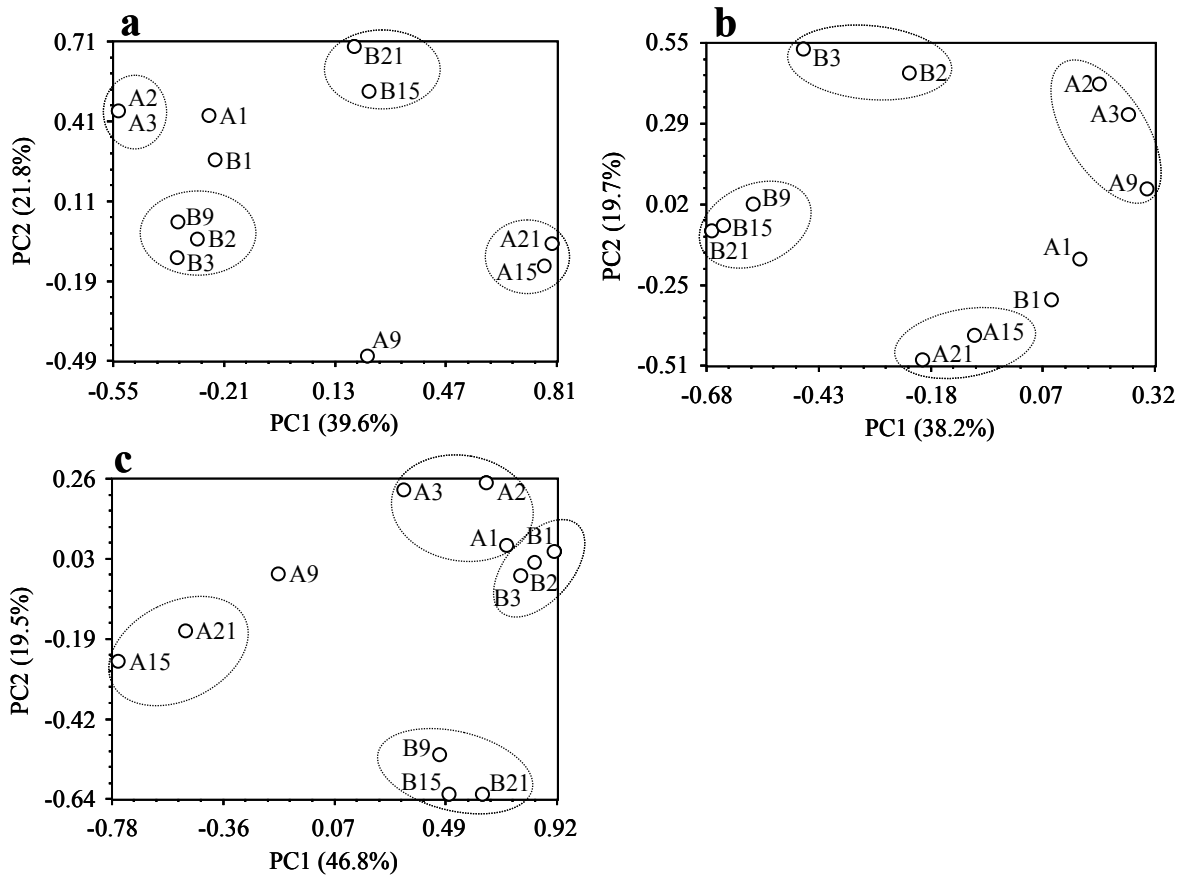 a
0.71
0.41
0.11
-0.19
-0.49
PC2 (21.8%)
B21
B15
A2
A3
A1
B1
B9
B2
B3
A21
A15
A9
-0.55 -0.21 0.13 0.47 0.81
PC1 (39.6%)
b
0.55
0.29
0.02
-0.25
-0.51
PC2 (19.7%)
B3
B2
A2
A3
A9
B9
B15
B21
A1
B1
A15
A21
-0.68 -0.43 -0.18 0.07 0.32
PC1 (38.2%)
c
0.26
0.03
-0.19
-0.42
-0.64
PC2 (19.5%)
A3
A2
A1
B1
B2
B3
A9
A21
A15
B9
B15
B21
-0.78 -0.36 0.07 0.49 0.92
PC1 (46.8%)